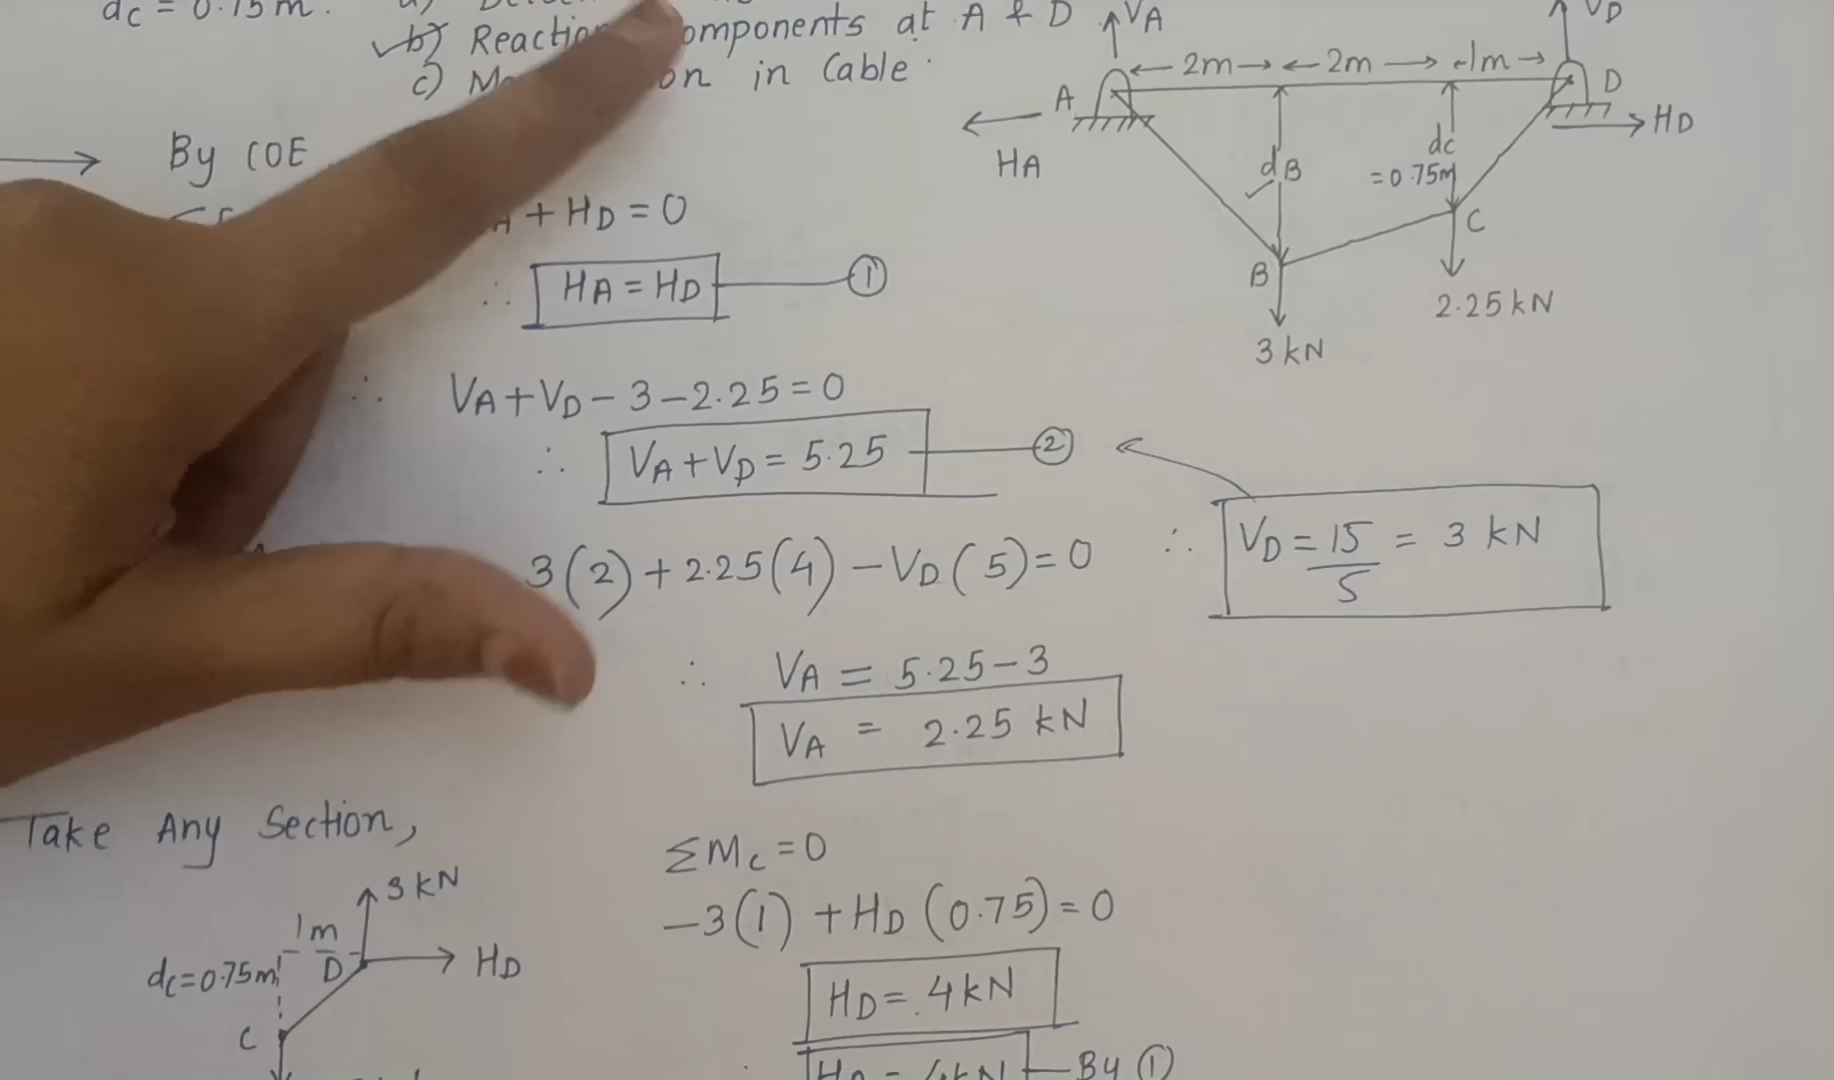 dc = 0.75m.
b) Reaction Components at A & D
c) in Cable.
By COE
+ HD = 0
∴ HA = HD ①
∴ VA + VD - 3 - 2.25 = 0
∴ VA + VD = 5.25 ②
3(2) + 2.25(4) - VD(5) = 0
∴ VD = 15/5 = 3 kN
∴ VA = 5.25 - 3
VA = 2.25 kN
Take Any Section,
ΣMc = 0
-3(1) + HD(0.75) = 0
HD = 4kN
By ①
3 kN
1m
dc=0.75m
D
HD
C
VA
VD
2m
2m
1m
A
D
HA
HD
dB
dc
=0.75m
B
C
3 kN
2.25 kN